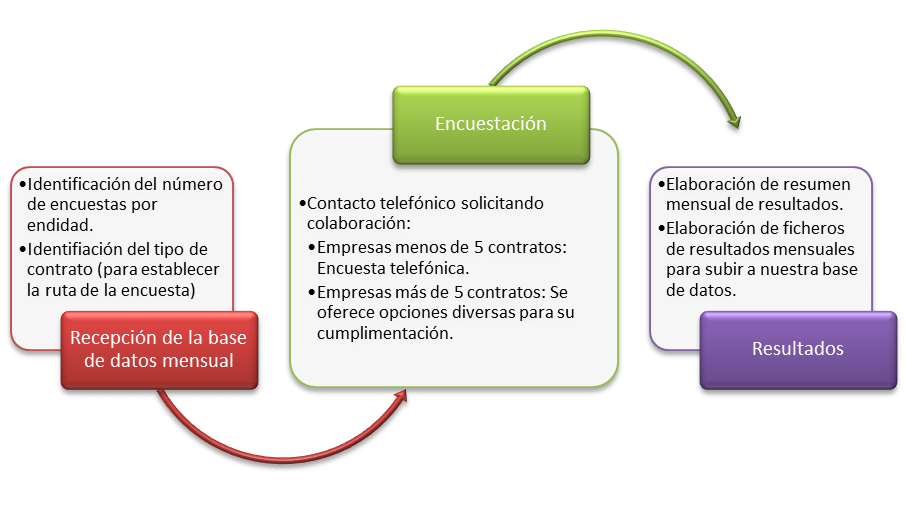 •Identificación del número
de encuestas por
endidad.
•Identifiación del tipo de
contrato (para establecer
la ruta de la encuesta)
Recepción de la base
de datos mensual
Encuestación
•Contacto telefónico solicitando
colaboración:
•Empresas menos de 5 contratos:
Encuesta telefónica.
•Empresas más de 5 contratos: Se
ofrece opciones diversas para su
cumplimentación.
•Elaboración de resumen
mensual de resultados.
•Elaboración de ficheros
de resultados mensuales
para subir a nuestra base
de datos.
Resultados